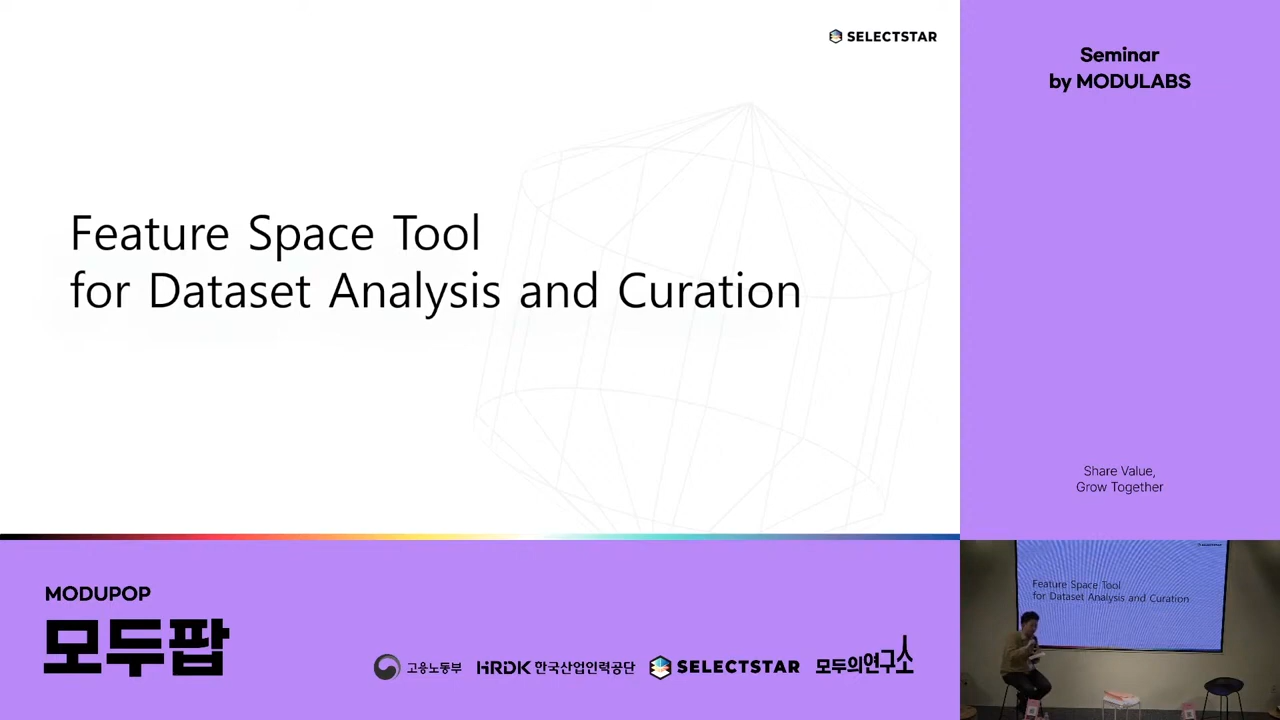 SELECTSTAR
Feature Space Tool
for Dataset Analysis and Curation
Seminar
by MODULABS
Share Value,
Grow Together
MODUPOP
모두팝
고용노동부 HRDK 한국산업인력공단 SELECTSTAR 모두의연구소
Feature Space Tool
for Dataset Analysis and Curation